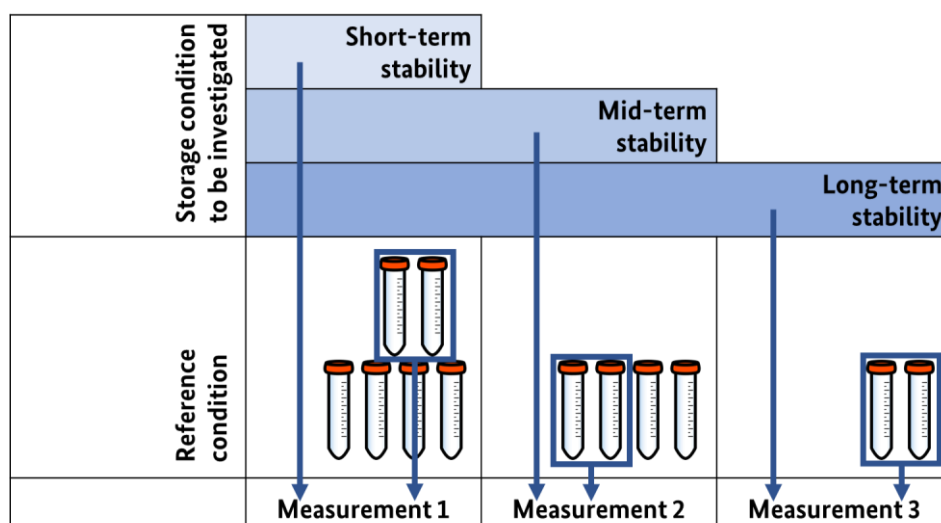 Storage condition
to be investigated
Short-term
stability
Mid-term
stability
Long-term
stability
Reference
condition
Measurement 1
Measurement 2
Measurement 3